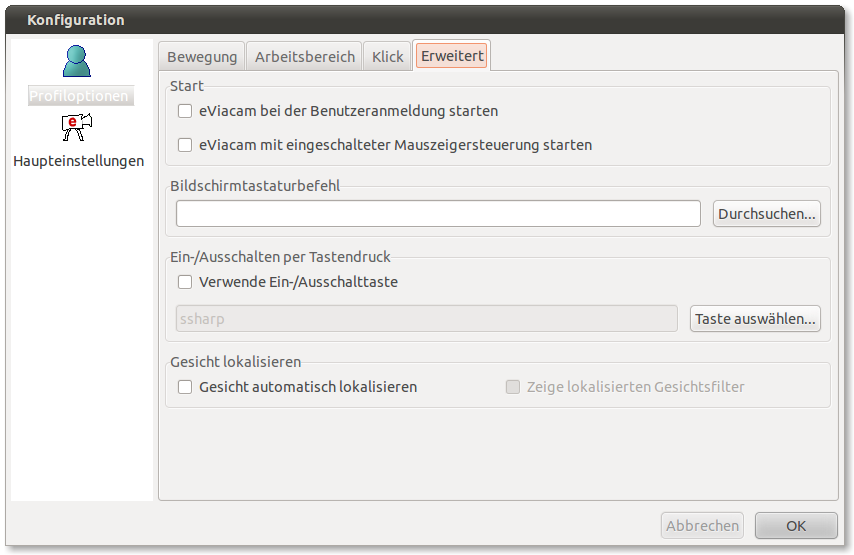 Konfiguration
Bewegung Arbeitsbereich Klick Erweitert
Profiloptionen
e
Haupteinstellungen
Start
eViacam bei der Benutzeranmeldung starten
eViacam mit eingeschalteter Mauszeigersteuerung starten
Bildschirmtastaturbefehl
Durchsuchen...
Ein-/Ausschalten per Tastendruck
Verwende Ein-/Ausschalttaste
ssharp Taste auswählen...
Gesicht lokalisieren
Gesicht automatisch lokalisieren Zeige lokalisierten Gesichtsfilter
Abbrechen OK